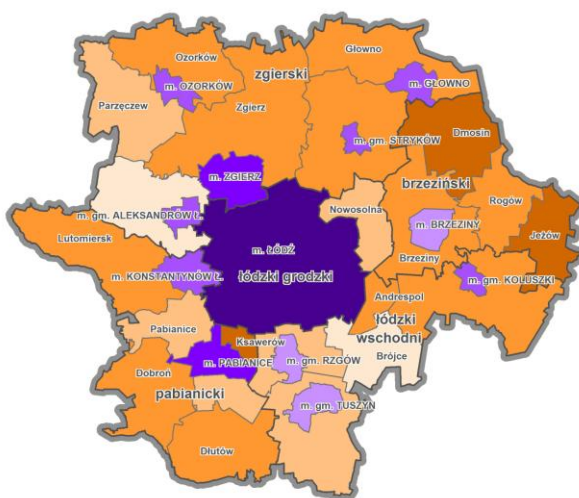 Ozorków
Głowno
zgierski
m. OZORKÓW
m. GŁOWNO
Parzęczew
Zgierz
Dmosin
m. gm. STRYKÓW
m. ZGIERZ
brzeziński
Rogów
m. gm. ALEKSANDRÓW Ł.
Nowosolna
m. BRZEZINY
Jeżów
Lutomiersk
m. ŁÓDŹ
Brzeziny
m. KONSTANTYNÓW Ł.
łódzki grodzki
m. gm. KOLUSZKI
Andrespol
łódzki
Pabianice
Ksawerów
wschodni
Brójce
m. PABIANICE
m. gm. RZGÓW
Dobroń
pabianicki
m. gm. TUSZYN
Dłutów